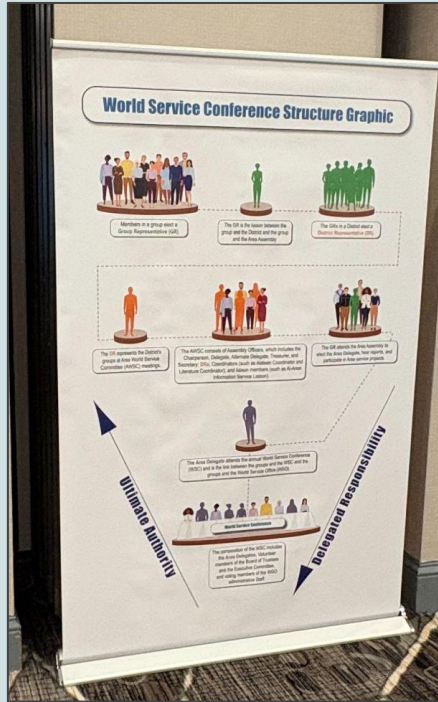 World Service Conference Structure Graphic
Members in a group elect a
Group Representative (GR).
The GR is the liaison between the
group and the District and the group
and the Area Assembly
The GRs in a District elect a
District Representative (DR).
The DR represents the District's
groups at Area World Service
Committee (AWSC) meetings.
The AWSC consists of Assembly Officers, which includes the
Chairperson, Delegate, Alternate Delegate, Treasurer, and
Secretary; DRs; Coordinators (such as Alateen Coordinator and
Literature Coordinator); and liaison members (such as Al-Anon
Information Service Liaison)
The GR attends the Area Assembly to
elect the Area Delegate, hear reports, and
participate in Area service projects.
The Area Delegate attends the annual World Service Conference
(WSC) and is the link between the groups and the WSC and the
groups and the World Service Office (WSO).
Ultimate Authority
Delegated Responsibility
World Service Conference
The composition of the WSC includes
the Area Delegates, Volunteer
members of the Board of Trustees
and the Executive Committee,
and voting members of the WSO
administrative Staff.